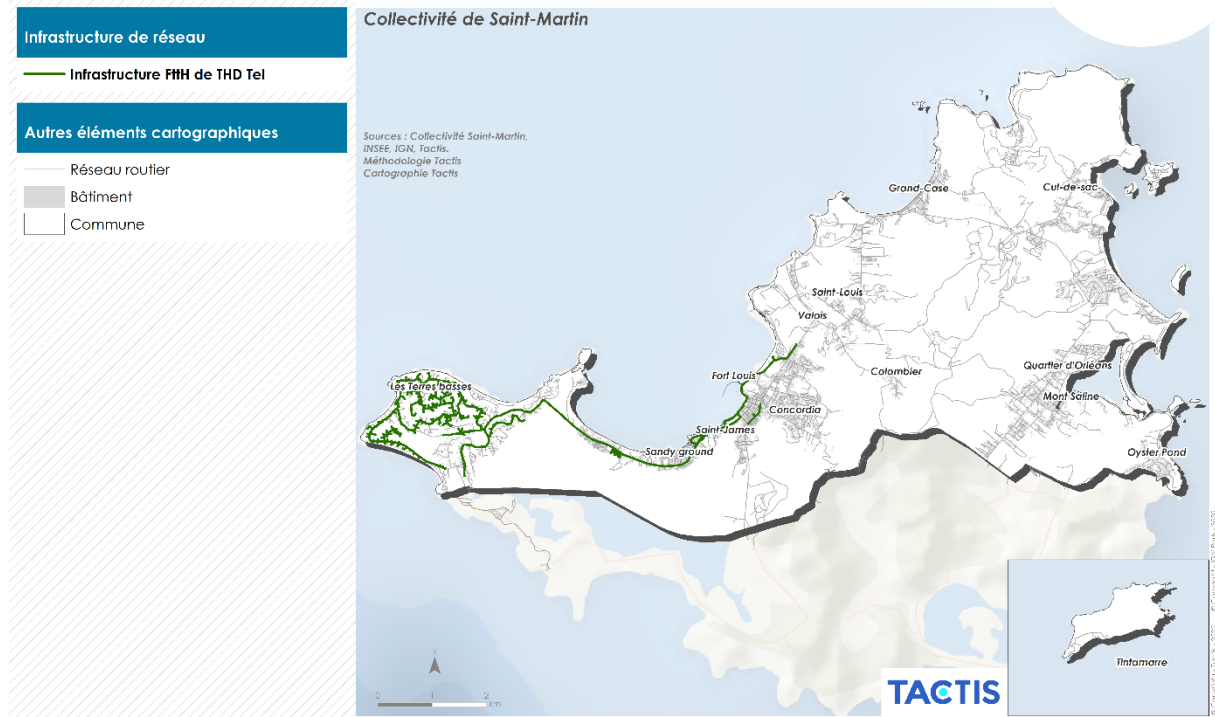 Infrastructure de réseau
Infrastructure FttH de THD Tel
Autres éléments cartographiques
Réseau routier
Bâtiment
Commune
Collectivité de Saint-Martin
Sources : Collectivité Saint-Martin,
INSEE, IGN, Tactis.
Méthodologie Tactis
Cartographie Tactis
Grand-Case
Cul-de-sac
Saint-Louis
Valois
Fort Louis
Colombier
Quartier d'Orléans
Les Terres basses
Concordia
Mont Saline
Saint-James
Sandy ground
Oyster Pond
Tintamarre
N
0 1 2
km
TACTIS